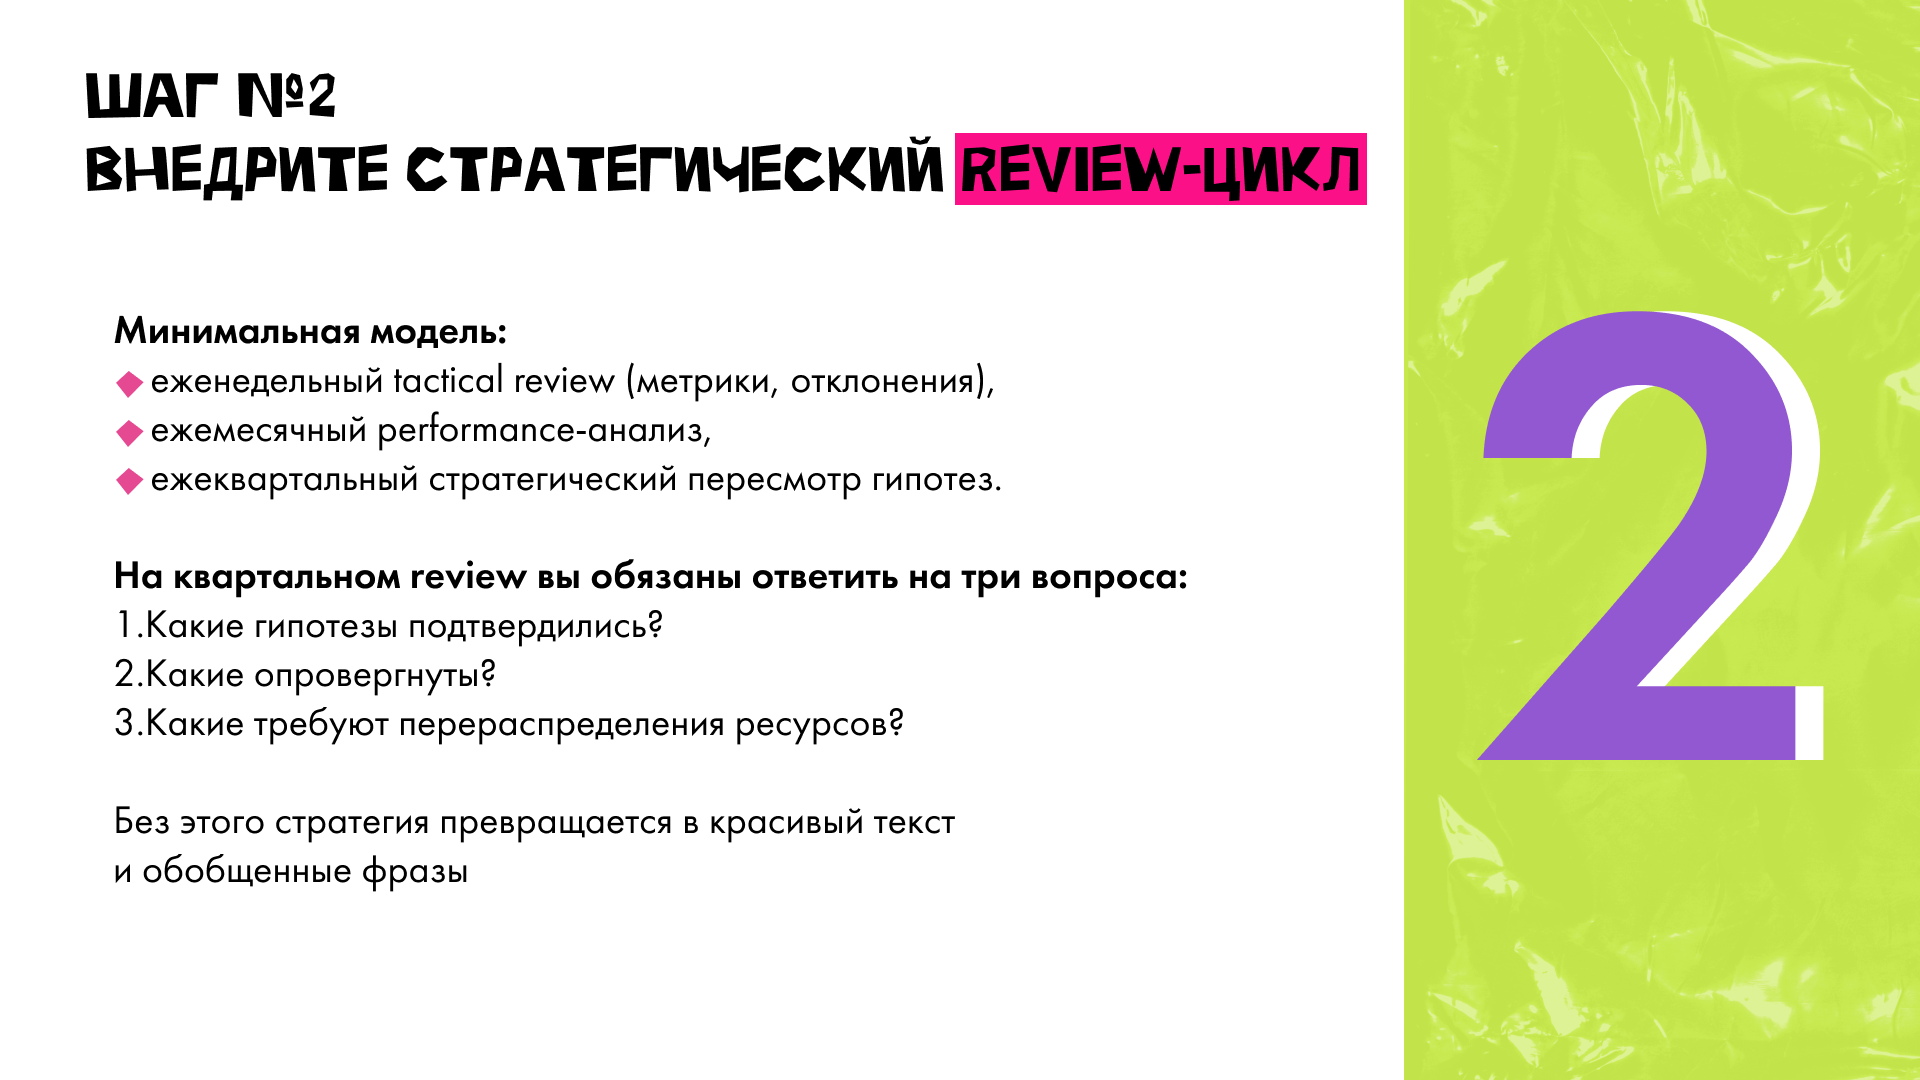 ШАГ №2
ВНЕДРИТЕ СТРАТЕГИЧЕСКИЙ REVIEW-ЦИКЛ
Минимальная модель:
еженедельный tactical review (метрики, отклонения),
ежемесячный performance-анализ,
ежеквартальный стратегический пересмотр гипотез.
На квартальном review вы обязаны ответить на три вопроса:
1.Какие гипотезы подтвердились?
2.Какие опровергнуты?
3.Какие требуют перераспределения ресурсов?
Без этого стратегия превращается в красивый текст
и обобщенные фразы
2